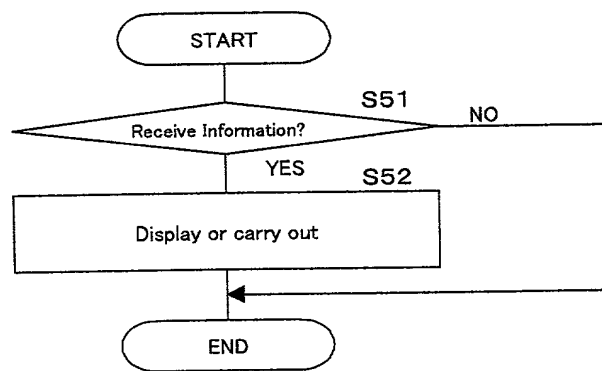 START
S51
Receive Information?
NO
YES
S52
Display or carry out
END